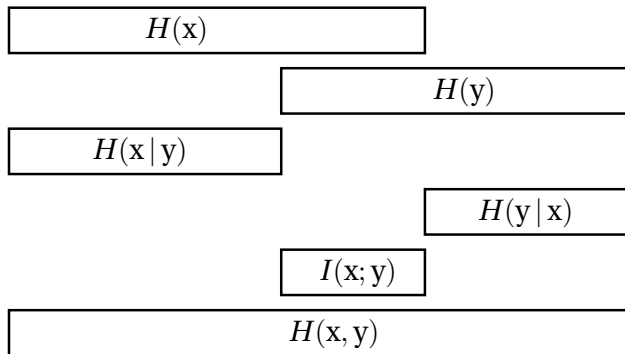 H(x)
H(y)
H(x | y)
H(y | x)
I(x; y)
H(x, y)